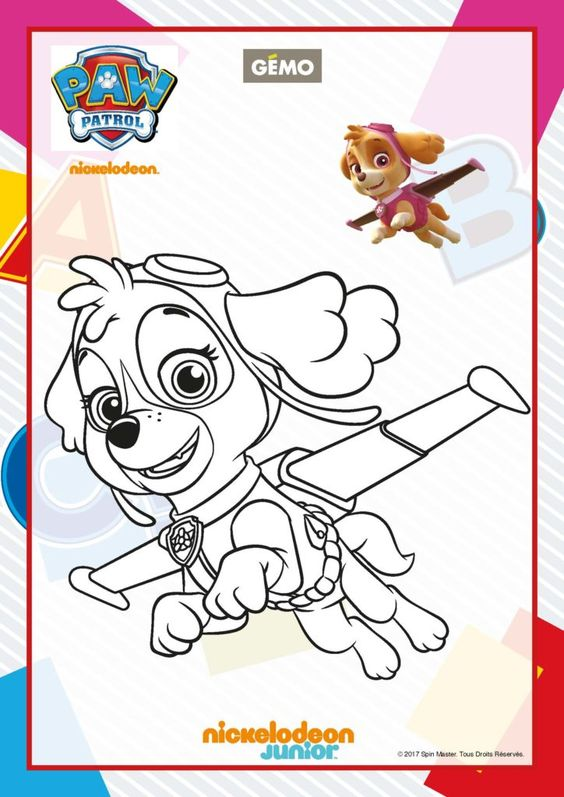 PAW
PATROL
nickelodeon
GÉMO
A
B
C
nickelodeon
junior
© 2017 Spin Master. Tous Droits Réservés.